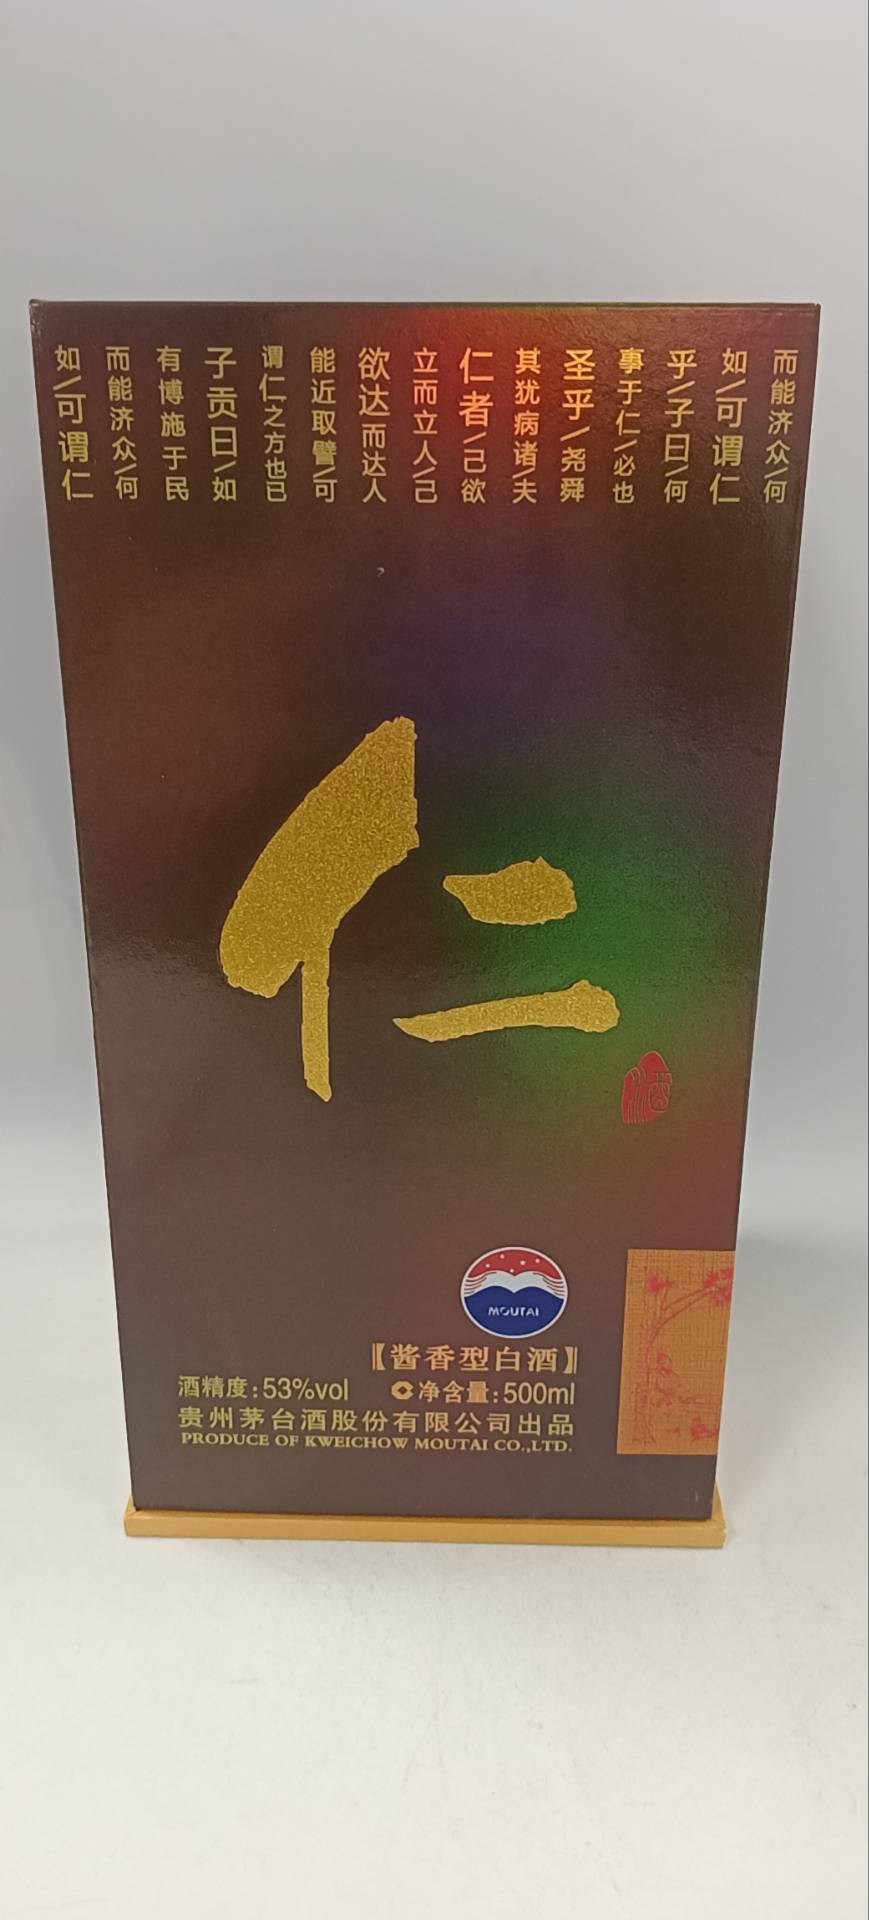 如/可谓仁
而能济众/何
有博施于民
子贡曰/如
谓仁之方也已
能近取譬/可
欲达而达人
立而立人/己
仁者/己欲
其犹病诸/夫
圣乎/尧舜
事于仁/必也
乎/子曰/何
如/可谓仁
而能济众/何
仁
酒
MOUTAI
【酱香型白酒】
酒精度:53%vol 净含量:500ml
贵州茅台酒股份有限公司出品
PRODUCE OF KWEICHOW MOUTAI CO.,LTD.